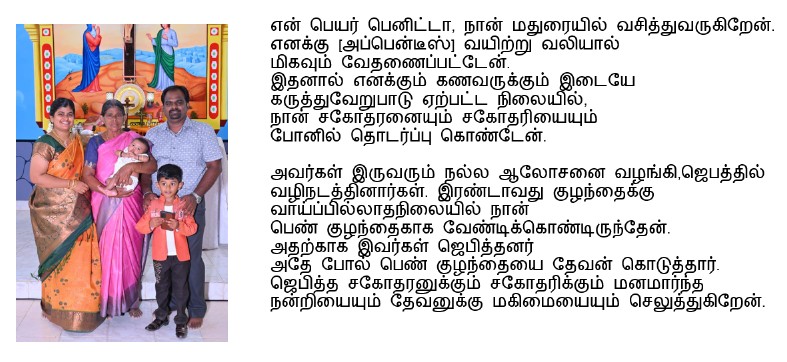 என் பெயர் பெனிட்டா, நான் மதுரையில் வசித்துவருகிறேன்.
எனக்கு [அப்பென்டீஸ்] வயிற்று வலியால்
மிகவும் வேதணைப்பட்டேன்.
இதனால் எனக்கும் கணவருக்கும் இடையே
கருத்துவேறுபாடு ஏற்பட்ட நிலையில்,
நான் சகோதரனையும் சகோதரியையும்
போனில் தொடர்ப்பு கொண்டேன்.
அவர்கள் இருவரும் நல்ல ஆலோசனை வழங்கி,ஜெபத்தில்
வழிநடத்தினார்கள். இரண்டாவது குழந்தைக்கு
வாய்ப்பில்லாதநிலையில் நான்
பெண் குழந்தைகாக வேண்டிக்கொண்டிருந்தேன்.
அதற்காக இவர்கள் ஜெபித்தனர்
அதே போல் பெண் குழந்தையை தேவன் கொடுத்தார்.
ஜெபித்த சகோதரனுக்கும் சகோதரிக்கும் மனமார்ந்த
நன்றியையும் தேவனுக்கு மகிமையையும் செலுத்துகிறேன்.